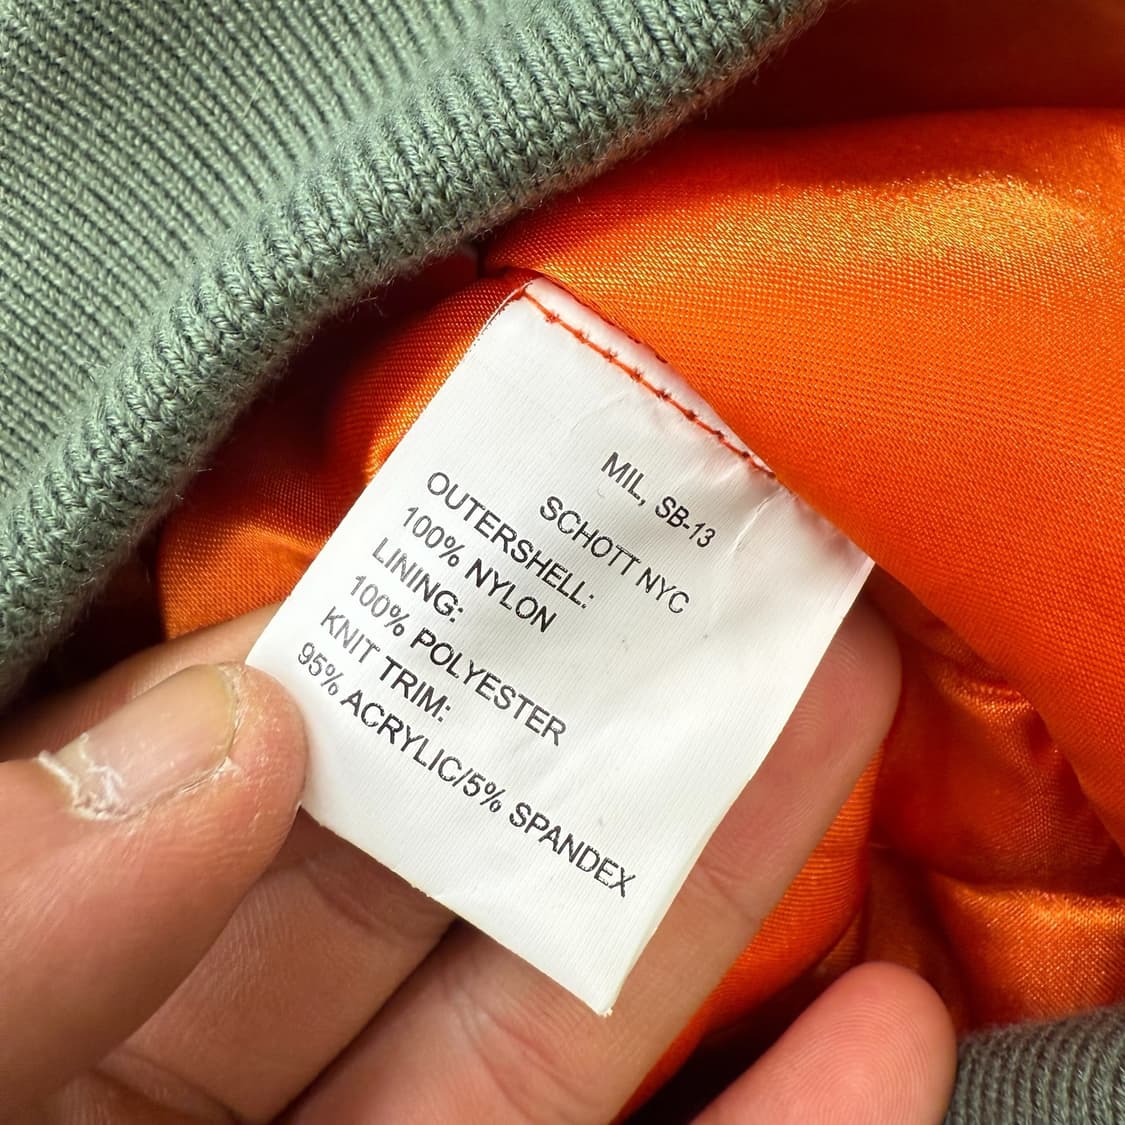 MIL, SB-13
SCHOTT NYC
OUTERSHELL:
100% NYLON
LINING:
100% POLYESTER
KNIT TRIM:
95% ACRYLIC/5% SPANDEX